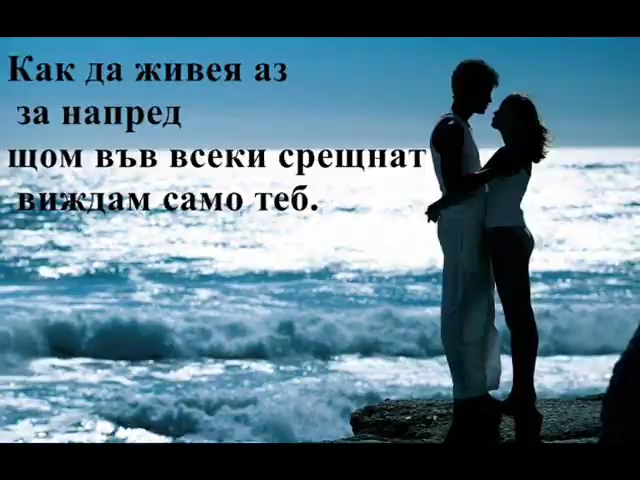 Как да живея аз
за напред
щом във всеки срещнат
виждам само теб.